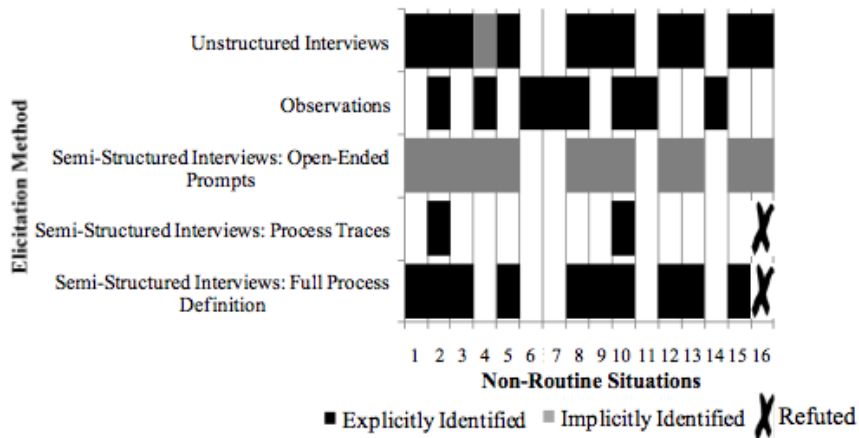 Elicitation Method
Unstructured Interviews
Observations
Semi-Structured Interviews: Open-Ended
Prompts
Semi-Structured Interviews: Process Traces
Semi-Structured Interviews: Full Process
Definition
1 2 3 4 5 6 7 8 9 10 11 12 13 14 15 16
Non-Routine Situations
Explicitly Identified Implicitly Identified Refuted